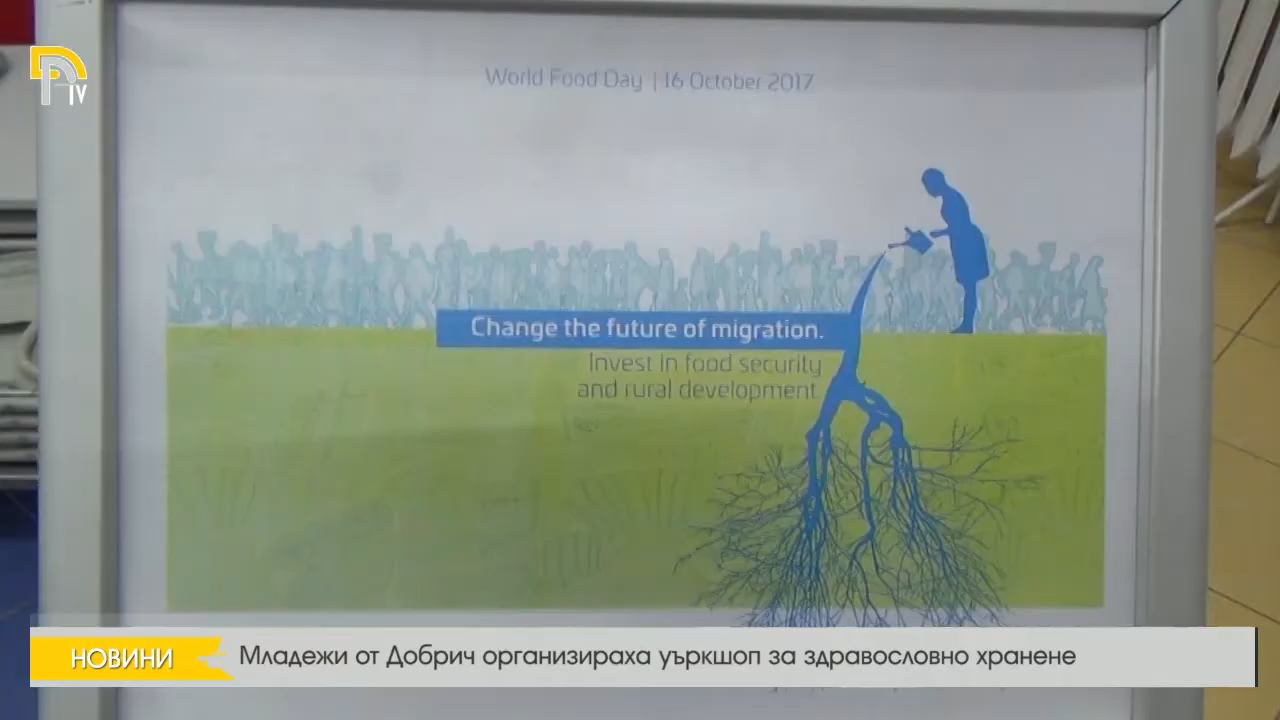 TV
World Food Day | 16 October 2017
Change the future of migration.
Invest in food security
and rural development
НОВИНИ
Младежи от Добрич организираха уъркшоп за здравословно хранене